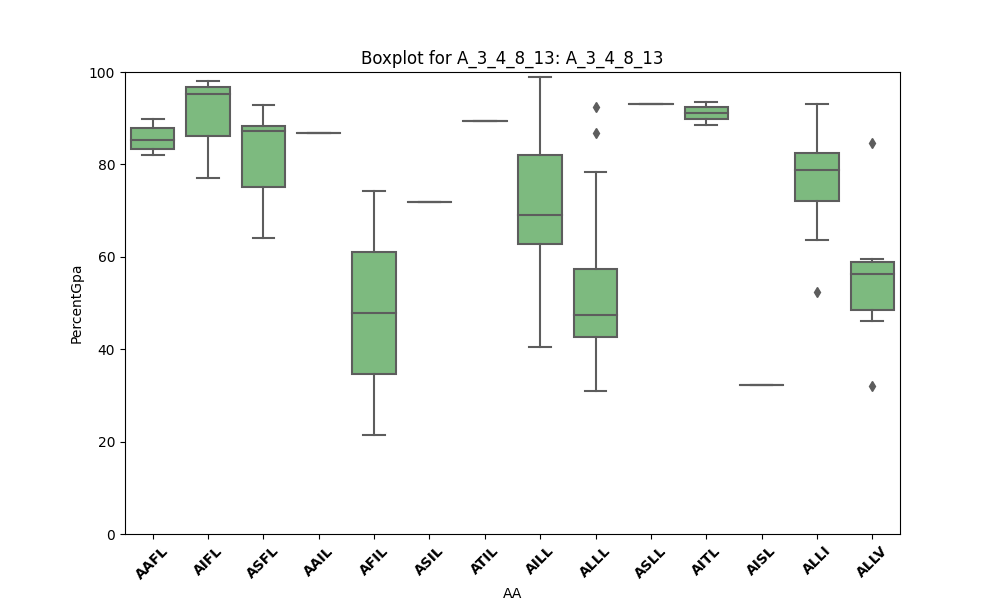 Boxplot for A_3_4_8_13: A_3_4_8_13
100
80
60
40
20
0
PercentGpa
AAFL AIFL ASFL AAIL AFIL ASIL ATIL AILL ALLL ASLL AITL AISL ALLI ALLV
AA